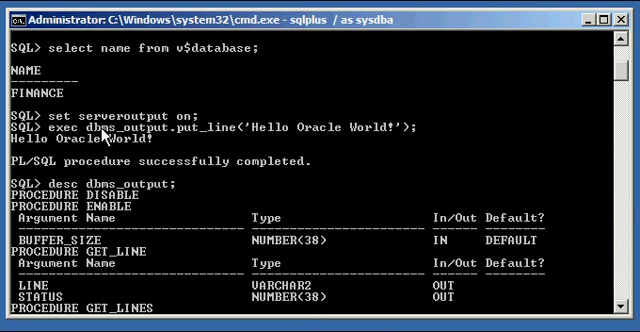 Administrator: C:\Windows\system32\cmd.exe - sqlplus / as sysdba
SQL> select name from v$database;
NAME
---------
FINANCE
SQL> set serveroutput on;
SQL> exec dbms_output.put_line('Hello Oracle World!');
Hello Oracle World!
PL/SQL procedure successfully completed.
SQL> desc dbms_output;
PROCEDURE DISABLE
PROCEDURE ENABLE
Argument Name Type In/Out Default?
------------------------------ ----------------------- ------ --------
BUFFER_SIZE NUMBER(38) IN DEFAULT
PROCEDURE GET_LINE
Argument Name Type In/Out Default?
------------------------------ ----------------------- ------ --------
LINE VARCHAR2 OUT
STATUS NUMBER(38) OUT
PROCEDURE GET_LINES